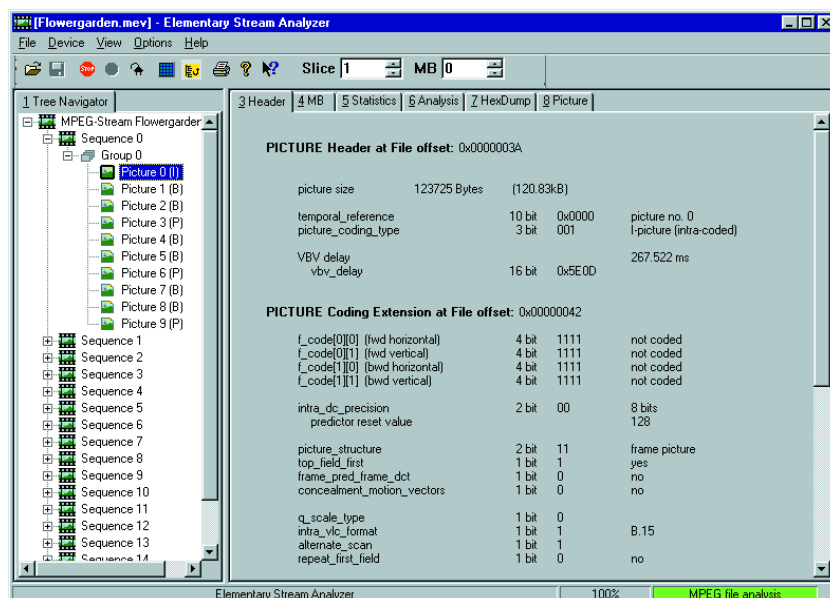 [Flowergarden.mev] - Elementary Stream Analyzer
File Device View Options Help
STOP Slice 1 MB 0
1 Tree Navigator
MPEG-Stream Flowergarden
Sequence 0
Group 0
Picture 0 (I)
Picture 1 (B)
Picture 2 (B)
Picture 3 (P)
Picture 4 (B)
Picture 5 (B)
Picture 6 (P)
Picture 7 (B)
Picture 8 (B)
Picture 9 (P)
Sequence 1
Sequence 2
Sequence 3
Sequence 4
Sequence 5
Sequence 6
Sequence 7
Sequence 8
Sequence 9
Sequence 10
Sequence 11
Sequence 12
Sequence 13
Sequence 14
3 Header 4 MB 5 Statistics 6 Analysis 7 HexDump 8 Picture
PICTURE Header at File offset: 0x0000003A
picture size 123725 Bytes (120.83kB)
temporal_reference 10 bit 0x0000 picture no. 0
picture_coding_type 3 bit 001 I-picture (intra-coded)
VBV delay 267.522 ms
vbv_delay 16 bit 0x5E0D
PICTURE Coding Extension at File offset: 0x00000042
f_code[0][0] (fwd horizontal) 4 bit 1111 not coded
f_code[0][1] (fwd vertical) 4 bit 1111 not coded
f_code[1][0] (bwd horizontal) 4 bit 1111 not coded
f_code[1][1] (bwd vertical) 4 bit 1111 not coded
intra_dc_precision 2 bit 00 8 bits
predictor reset value 128
picture_structure 2 bit 11 frame picture
top_field_first 1 bit 1 yes
frame_pred_frame_dct 1 bit 0 no
concealment_motion_vectors 1 bit 0 no
q_scale_type 1 bit 0
intra_vlc_format 1 bit 1 B.15
alternate_scan 1 bit 1
repeat_first_field 1 bit 0 no
Elementary Stream Analyzer 100% MPEG file analysis